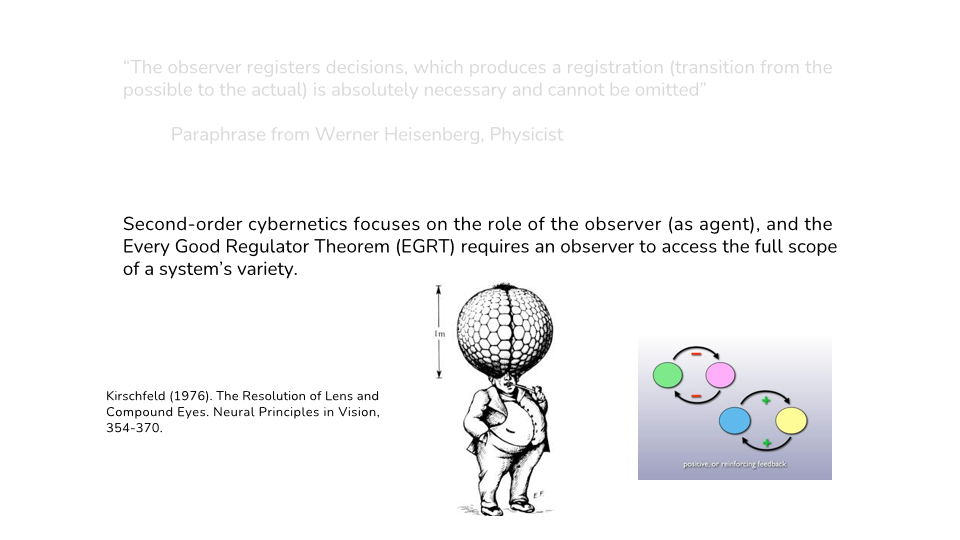 “The observer registers decisions, which produces a registration (transition from the
possible to the actual) is absolutely necessary and cannot be omitted”
Paraphrase from Werner Heisenberg, Physicist
Second-order cybernetics focuses on the role of the observer (as agent), and the
Every Good Regulator Theorem (EGRT) requires an observer to access the full scope
of a system’s variety.
1m
Kirschfeld (1976). The Resolution of Lens and
Compound Eyes. Neural Principles in Vision,
354-370.
E.F.
positive, or reinforcing feedback